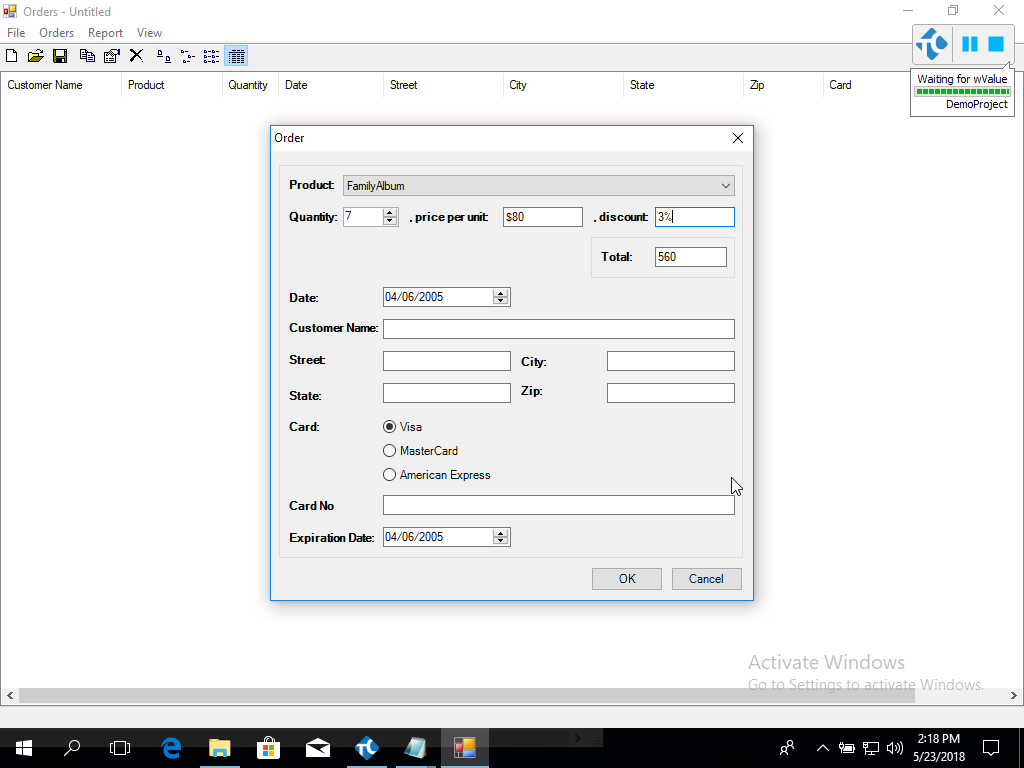 Orders - Untitled
File Orders Report View
Customer Name Product Quantity Date Street City State Zip Card
Waiting for wValue
DemoProject
Order
Product: FamilyAlbum
Quantity: 7 , price per unit: $80 , discount: 3%
Total: 560
Date: 04/06/2005
Customer Name:
Street: City:
State: Zip:
Card: Visa
MasterCard
American Express
Card No
Expiration Date: 04/06/2005
OK Cancel
Activate Windows
Go to Settings to activate Windows.
2:18 PM
5/23/2018